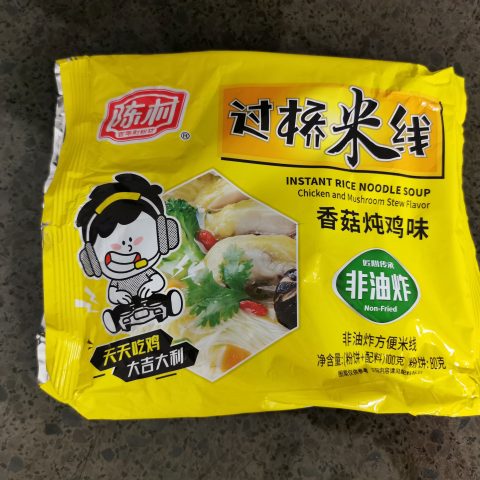 陈村
®
过桥米线
INSTANT RICE NOODLE SOUP
Chicken and Mushroom Stew Flavor
香菇炖鸡味
非油炸
Non-Fried
天天吃鸡
大吉大利
非油炸方便米线
净含量:(粉饼+配料)100克 粉饼:80克